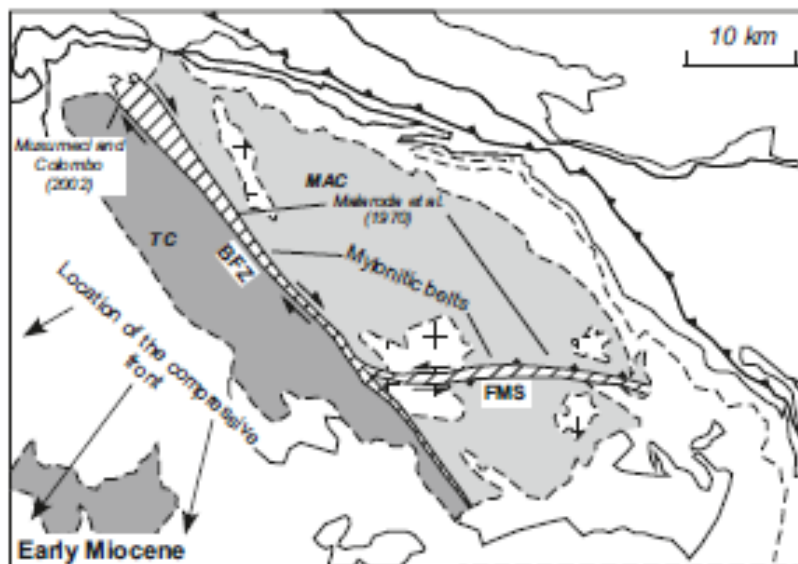 10 km
Musumeci and
Colombo
(2002)
MAC
Malaroda et al.
(1970)
TC
BFZ
Mylonitic belts
Location of the compressive
front
FMS
Early Miocene